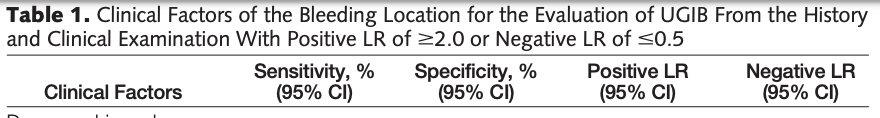 Table 1. Clinical Factors of the Bleeding Location for the Evaluation of UGIB From the History
and Clinical Examination With Positive LR of ≥2.0 or Negative LR of ≤0.5
Clinical Factors Sensitivity, % (95% CI) Specificity, % (95% CI) Positive LR (95% CI) Negative LR (95% CI)